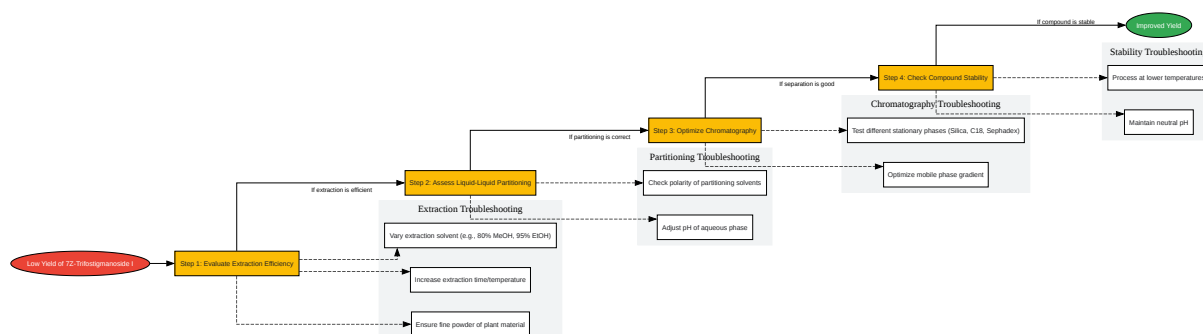 Low Yield of 7Z-Trifostigmanoside I
Step 1: Evaluate Extraction Efficiency
If extraction is efficient
Extraction Troubleshooting
Vary extraction solvent (e.g., 80% MeOH, 95% EtOH)
Increase extraction time/temperature
Ensure fine powder of plant material
Step 2: Assess Liquid-Liquid Partitioning
If partitioning is correct
Partitioning Troubleshooting
Check polarity of partitioning solvents
Adjust pH of aqueous phase
Step 3: Optimize Chromatography
If separation is good
Chromatography Troubleshooting
Test different stationary phases (Silica, C18, Sephadex)
Optimize mobile phase gradient
Step 4: Check Compound Stability
If compound is stable
Stability Troubleshooting
Process at lower temperatures
Maintain neutral pH
Improved Yield